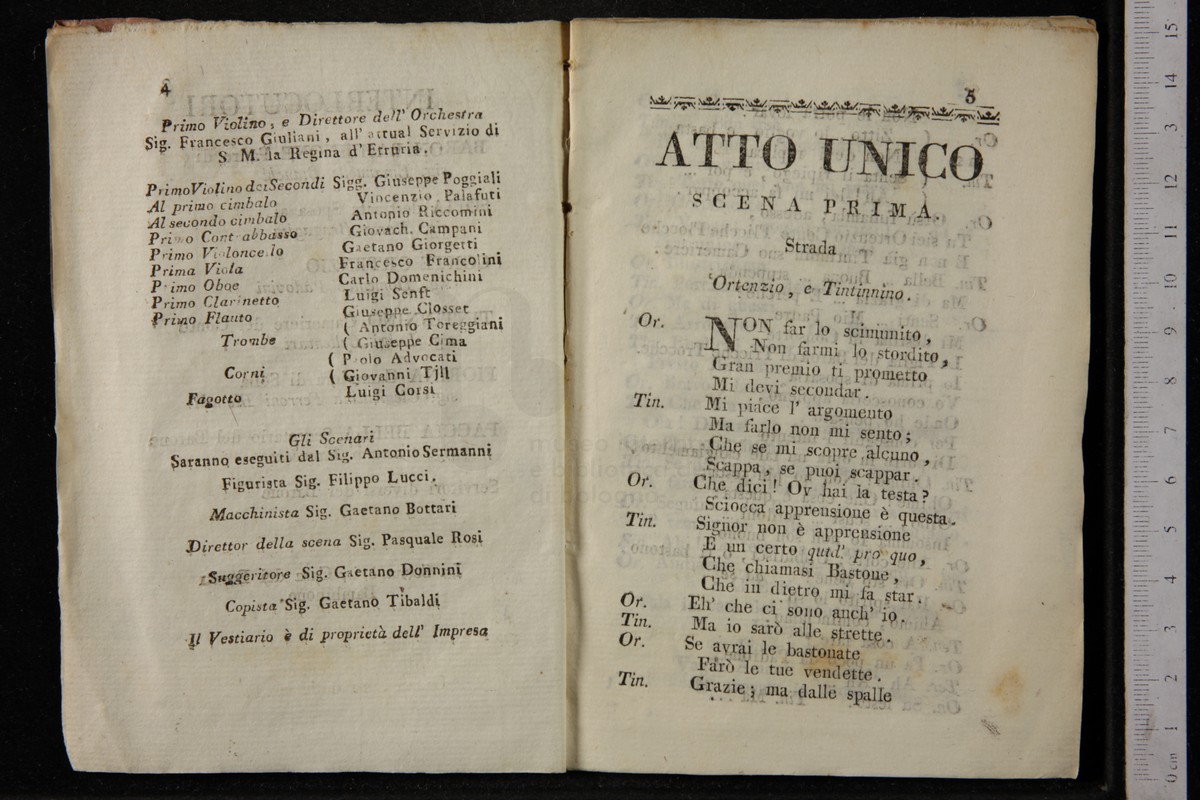 4
Primo Violino, e Direttore dell' Orchestra
Sig. Francesco Giuliani, all' attual Servizio di
S. M. la Regina d'Etruria.
Primo Violino dei Secondi Sigg. Giuseppe Poggiali
Al primo cimbalo Vincenzio Palafuti
Al secondo cimbalo Antonio Riccomini
Primo Contrabbasso Giovach. Campani
Primo Violoncello Gaetano Giorgetti
Prima Viola Francesco Francolini
Primo Oboe Carlo Domenichini
Primo Clarinetto Luigi Senft
Primo Flauto Giuseppe Closset
Trombe ( Antonio Toreggiani
( Giuseppe Cima
Corni ( Paolo Advocati
( Giovanni Tjll
Fagotto Luigi Corsi
Gli Scenari
Saranno eseguiti dal Sig. Antonio Sermanni
Figurista Sig. Filippo Lucci.
Macchinista Sig. Gaetano Bottari
Direttor della scena Sig. Pasquale Rosi
Suggeritore Sig. Gaetano Donnini
Copista Sig. Gaetano Tibaldi
Il Vestiario è di proprietà dell' Impresa
5
ATTO UNICO
SCENA PRIMA.
Strada
Ortenzio, e Tintinnino.
Or. NON far lo scimunito,
Non farmi lo stordito,
Gran premio ti prometto
Mi devi secondar.
Tin. Mi piace l' argomento
Ma farlo non mi sento;
Che se mi scopre alcuno,
Scappa, se puoi scappar.
Or. Che dici! Ov hai la testa?
Sciocca apprensione è questa.
Tin. Signor non è apprensione
E un certo quid' pro quo,
Che chiamasi Bastone,
Che in dietro mi fa star.
Or. Eh' che ci sono anch' io.
Tin. Ma io sarò alle strette.
Or. Se avrai le bastonate
Farò le tue vendette.
Tin. Grazie; ma dalle spalle